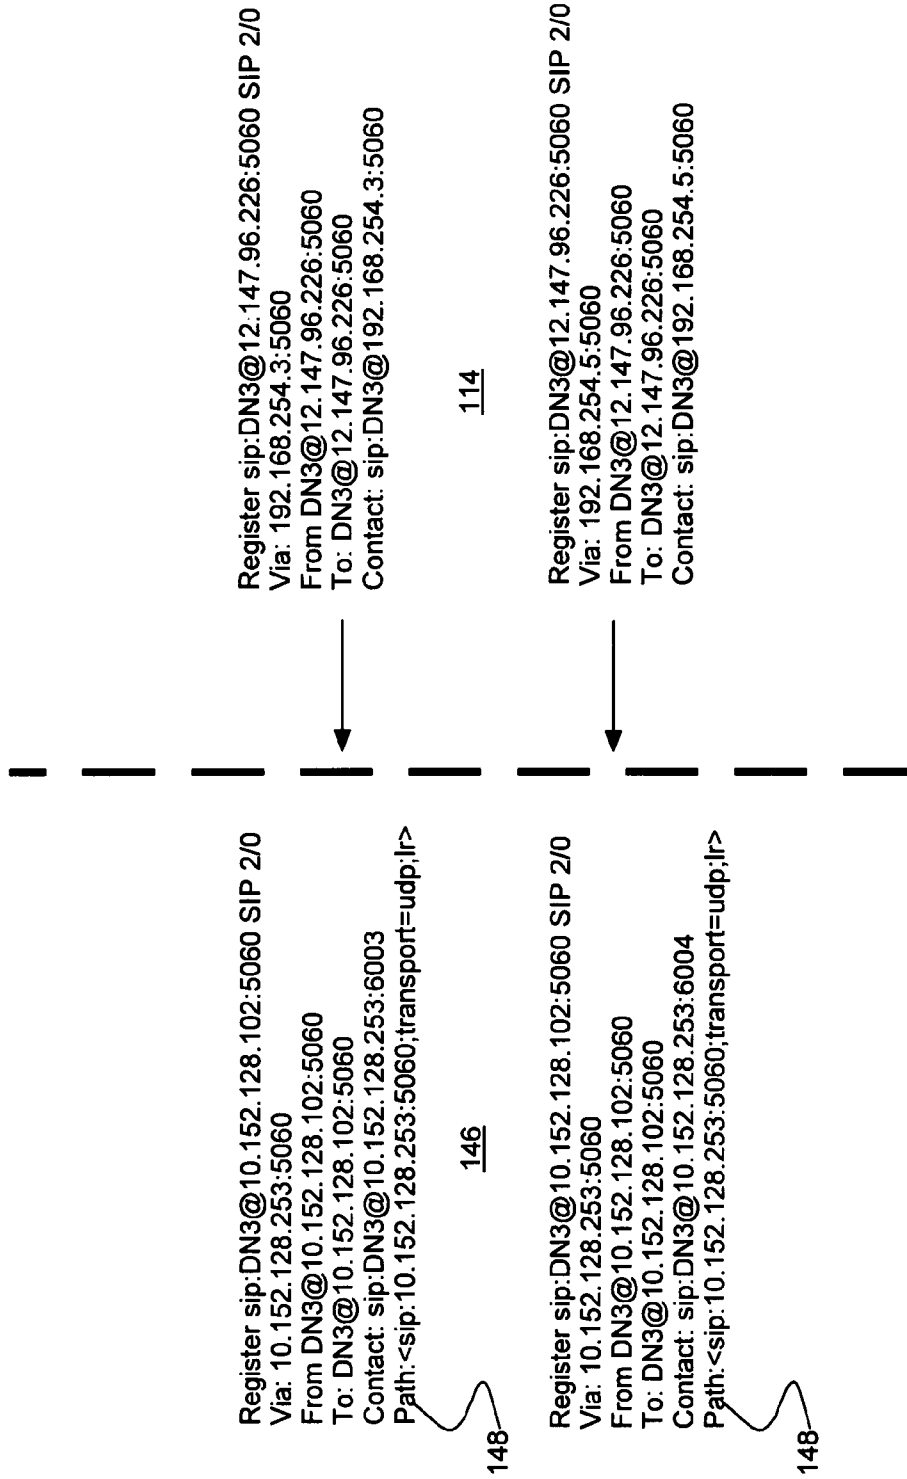 Register sip:DN3@10.152.128.102:5060 SIP 2/0
Via: 10.152.128.253:5060
From DN3@10.152.128.102:5060
To: DN3@10.152.128.102:5060
Contact: sip:DN3@10.152.128.253:6003
Path:<sip:10.152.128.253:5060;transport=udp;lr>
148
146
Register sip:DN3@10.152.128.102:5060 SIP 2/0
Via: 10.152.128.253:5060
From DN3@10.152.128.102:5060
To: DN3@10.152.128.102:5060
Contact: sip:DN3@10.152.128.253:6004
Path:<sip:10.152.128.253:5060;transport=udp;lr>
148
Register sip:DN3@12.147.96.226:5060 SIP 2/0
Via: 192.168.254.3:5060
From DN3@12.147.96.226:5060
To: DN3@12.147.96.226:5060
Contact: sip:DN3@192.168.254.3:5060
114
Register sip:DN3@12.147.96.226:5060 SIP 2/0
Via: 192.168.254.5:5060
From DN3@12.147.96.226:5060
To: DN3@12.147.96.226:5060
Contact: sip:DN3@192.168.254.5:5060